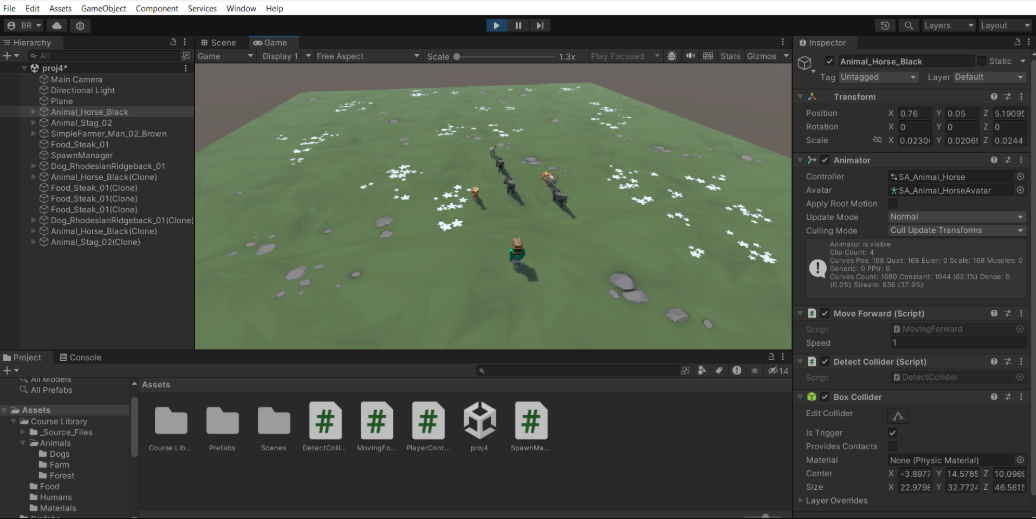 File Edit Assets GameObject Component Services Window Help
BR Layers Layout
Hierarchy Scene Game Inspector
All Game Display 1 Free Aspect Scale 1.3x Play Focused Stats Gizmos
proj4*
Main Camera
Directional Light
Plane
Animal_Horse_Black
Animal_Stag_02
SimpleFarmer_Man_02_Brown
Food_Steak_01
SpawnManager
Dog_RhodesianRidgeback_01
Animal_Horse_Black(Clone)
Food_Steak_01(Clone)
Food_Steak_01(Clone)
Food_Steak_01(Clone)
Dog_RhodesianRidgeback_01(Clone)
Animal_Horse_Black(Clone)
Animal_Stag_02(Clone)
Animal_Horse_Black Static
Tag Untagged Layer Default
Transform
Position X 0.76 Y 0.05 Z 5.19095
Rotation X 0 Y 0 Z 0
Scale X 0.0230 Y 0.0206 Z 0.0244
Animator
Controller SA_Animal_Horse
Avatar SA_Animal_HorseAvatar
Apply Root Motion
Update Mode Normal
Culling Mode Cull Update Transforms
Animator is visible
Clip Count: 4
Curves Pos: 168 Quat: 168 Euler: 0 Scale: 168 Muscles: 0
Generic: 0 PPtr: 0
Curves Count: 1680 Constant: 1044 (62.1%) Dense: 0
(0.0%) Stream: 636 (37.9%)
Move Forward (Script)
Script MovingForward
Speed 1
Detect Collider (Script)
Script DetectCollider
Box Collider
Edit Collider
Is Trigger
Provides Contacts
Material None (Physic Material)
Center X -3.8977 Y 14.5785 Z 10.0969
Size X 22.9798 Y 32.7724 Z 46.5615
Layer Overrides
Project Console
14
All Models
All Prefabs
Assets
Course Library
_Source_Files
Animals
Dogs
Farm
Forest
Food
Humans
Materials
Assets
Course Lib... Prefabs Scenes DetectColli... MovingFo... PlayerCont... proj4 SpawnMa...